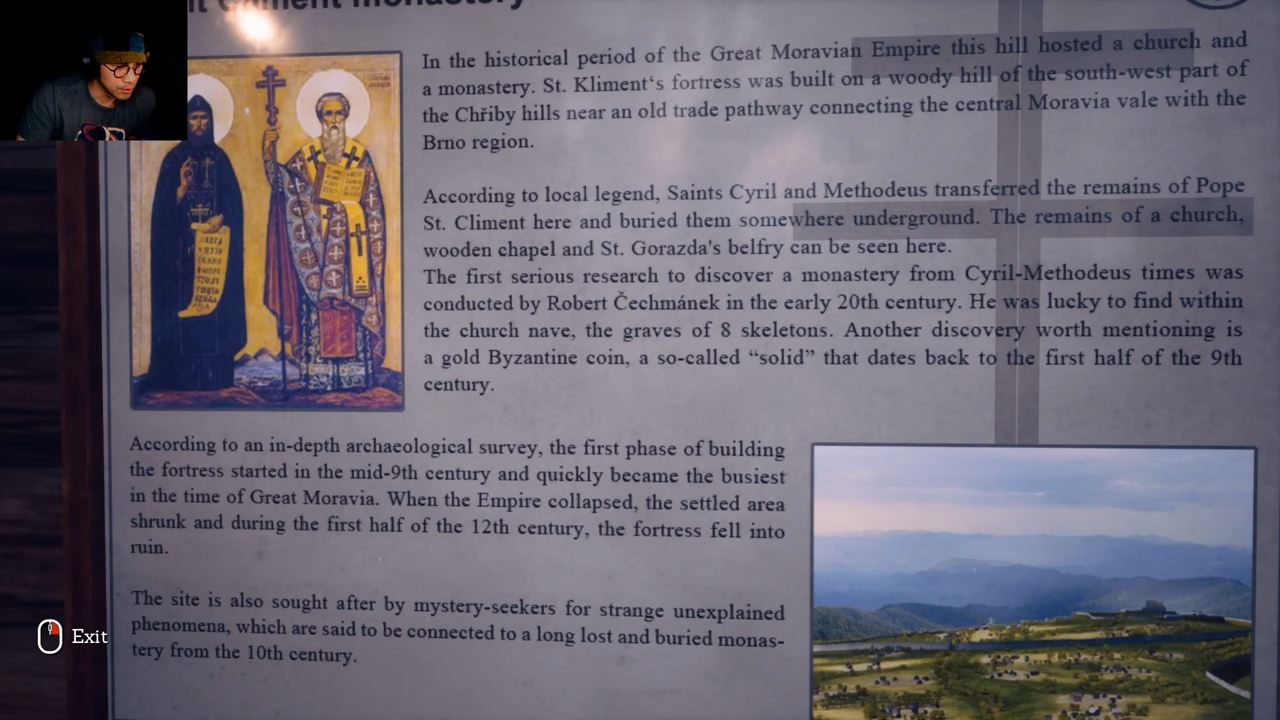 monastery
In the historical period of the Great Moravian Empire this hill hosted a church and
a monastery. St. Kliment‘s fortress was built on a woody hill of the south-west part of
the Chřiby hills near an old trade pathway connecting the central Moravia vale with the
Brno region.
According to local legend, Saints Cyril and Methodeus transferred the remains of Pope
St. Climent here and buried them somewhere underground. The remains of a church,
wooden chapel and St. Gorazda's belfry can be seen here.
The first serious research to discover a monastery from Cyril-Methodeus times was
conducted by Robert Čechmánek in the early 20th century. He was lucky to find within
the church nave, the graves of 8 skeletons. Another discovery worth mentioning is
a gold Byzantine coin, a so-called “solid” that dates back to the first half of the 9th
century.
According to an in-depth archaeological survey, the first phase of building
the fortress started in the mid-9th century and quickly became the busiest
in the time of Great Moravia. When the Empire collapsed, the settled area
shrunk and during the first half of the 12th century, the fortress fell into
ruin.
The site is also sought after by mystery-seekers for strange unexplained
phenomena, which are said to be connected to a long lost and buried monas-
tery from the 10th century.
Exit